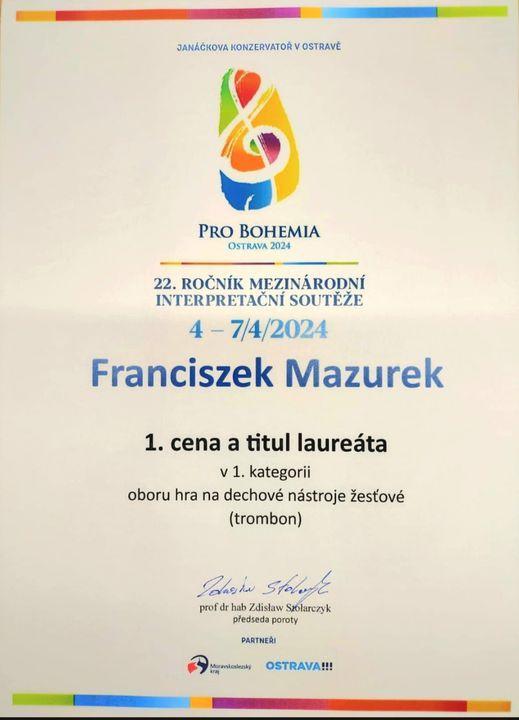 JANÁČKOVA KONZERVATOŘ V OSTRAVĚ
PRO BOHEMIA
OSTRAVA 2024
22. ROČNÍK MEZINÁRODNÍ
INTERPRETAČNÍ SOUTĚŽE
4 – 7/4/2024
Franciszek Mazurek
1. cena a titul laureáta
v 1. kategorii
oboru hra na dechové nástroje žesťové
(trombon)
prof dr hab Zdisław Stolarczyk
předseda poroty
PARTNEŘI
Moravskoslezský
kraj
OSTRAVA!!!